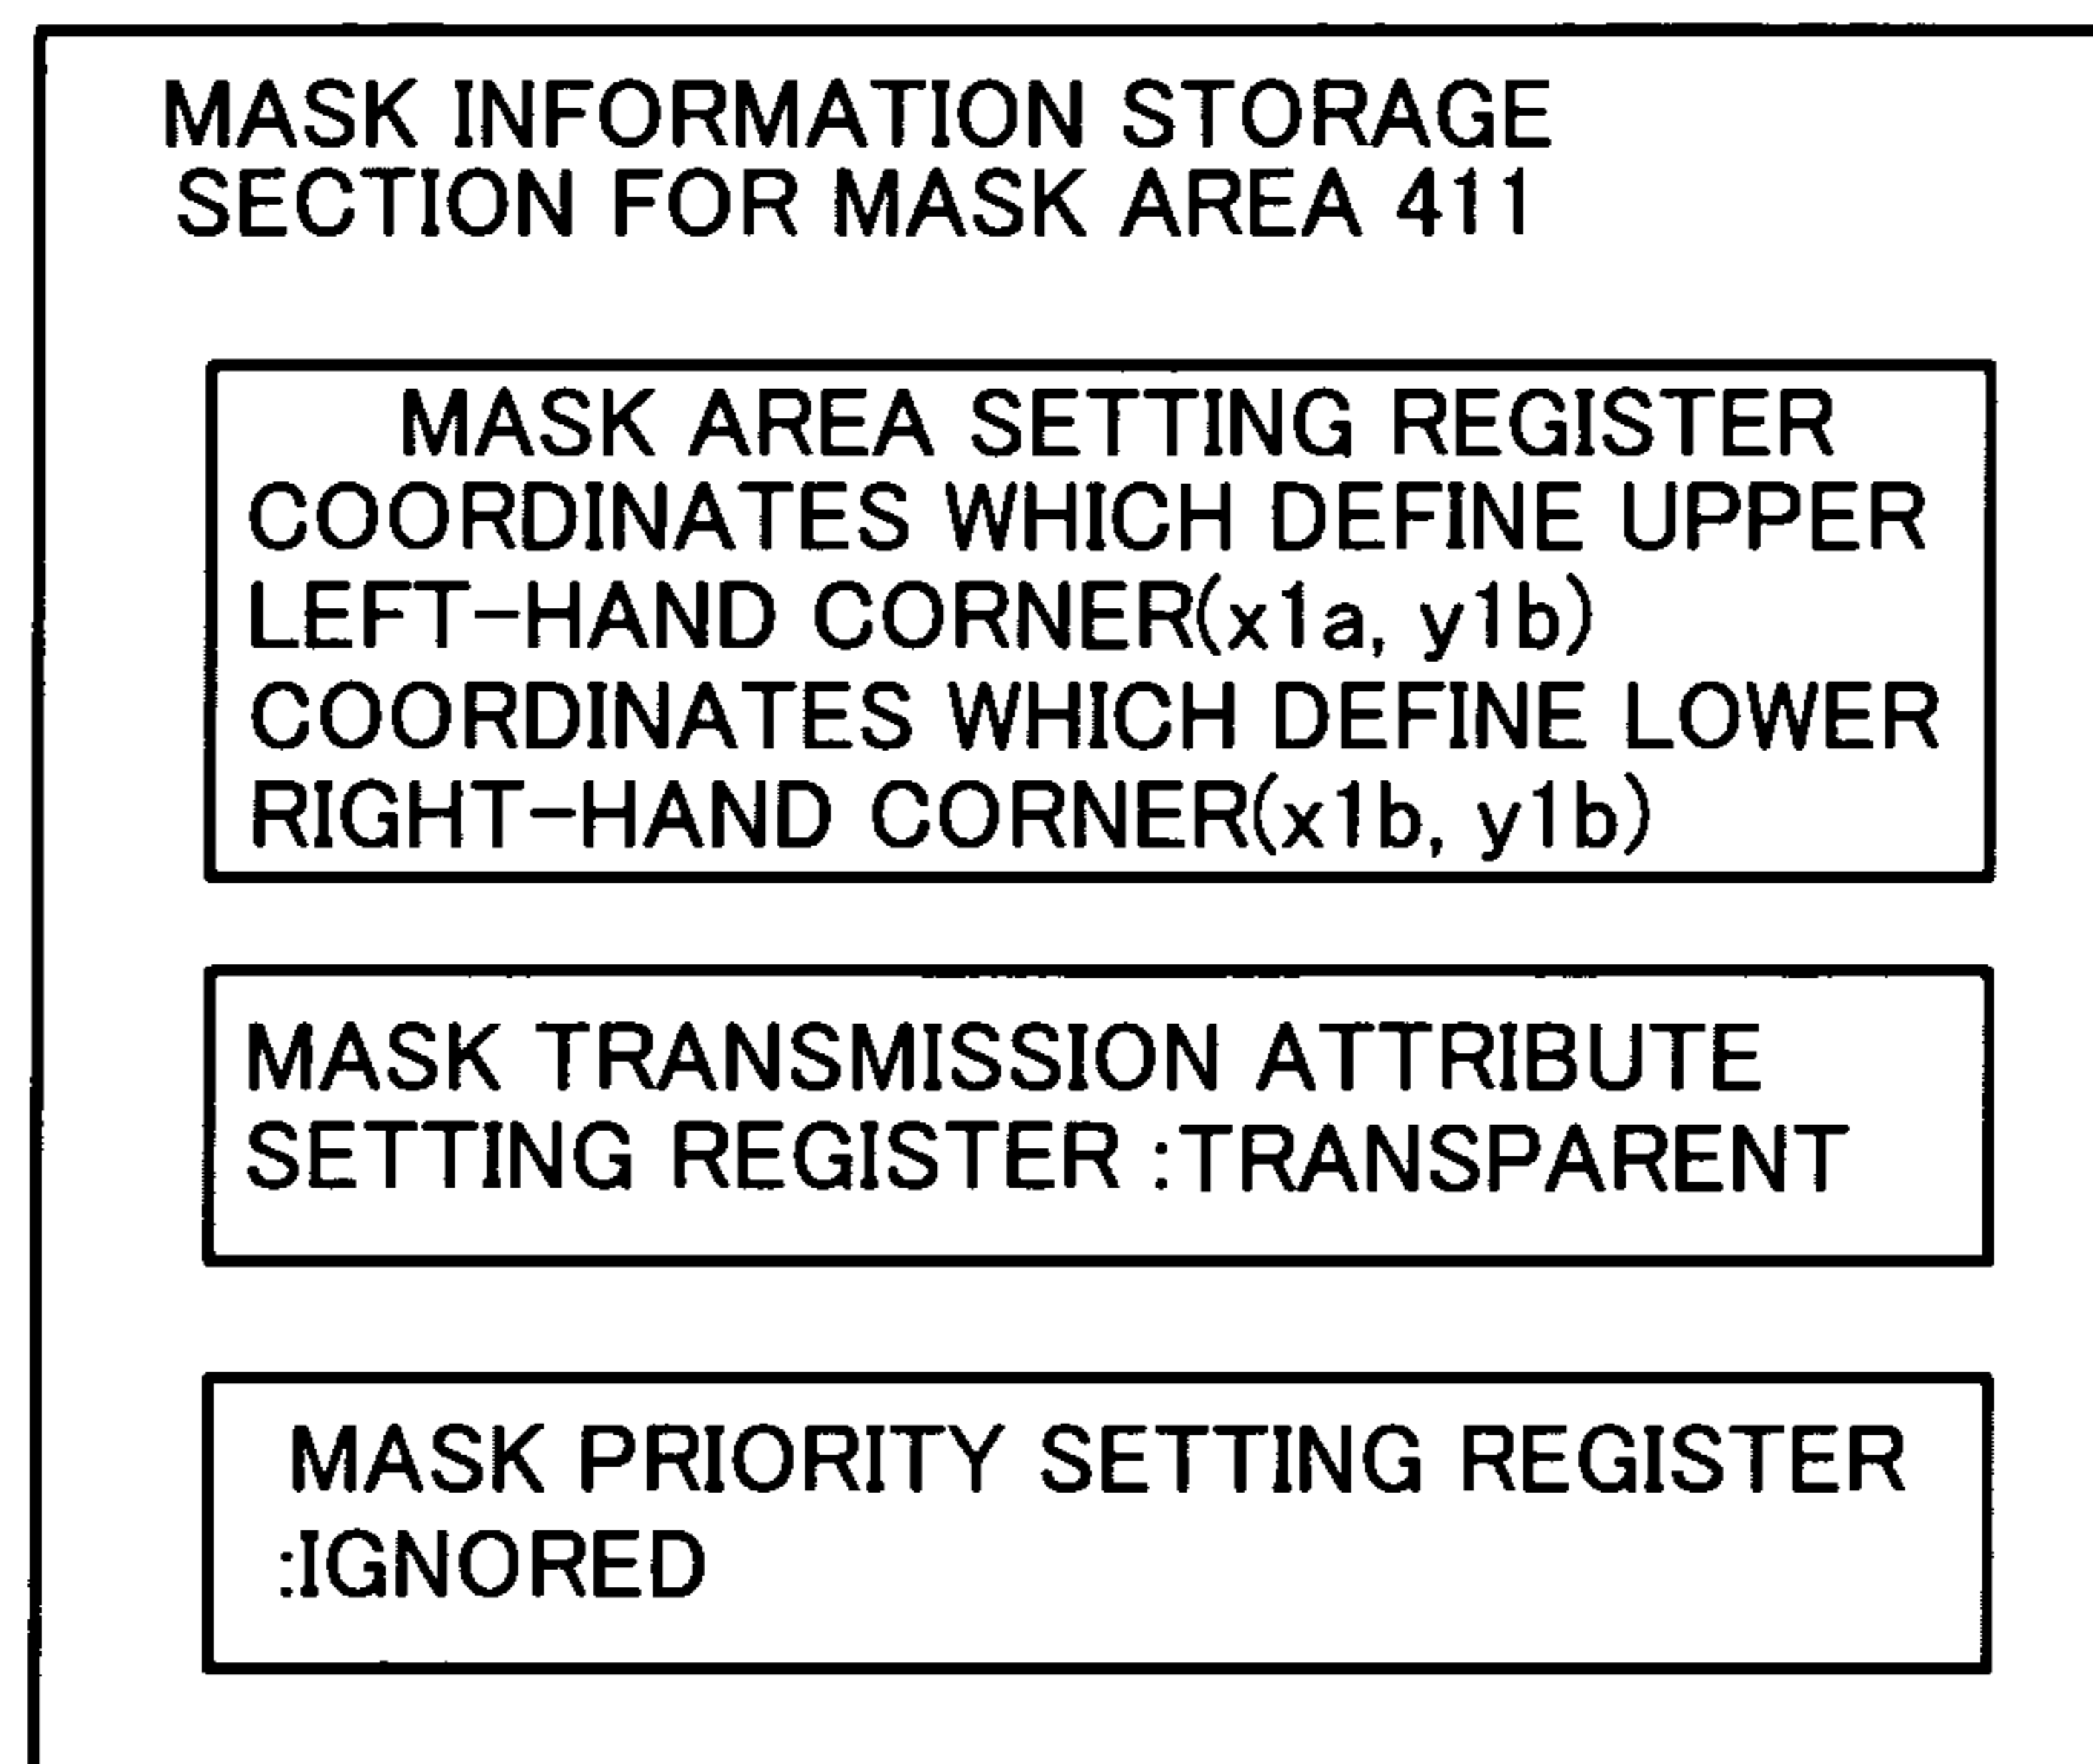 MASK INFORMATION STORAGE
SECTION FOR MASK AREA 411
MASK AREA SETTING REGISTER
COORDINATES WHICH DEFINE UPPER
LEFT-HAND CORNER(x1a, y1b)
COORDINATES WHICH DEFINE LOWER
RIGHT-HAND CORNER(x1b, y1b)
MASK TRANSMISSION ATTRIBUTE
SETTING REGISTER :TRANSPARENT
MASK PRIORITY SETTING REGISTER
:IGNORED